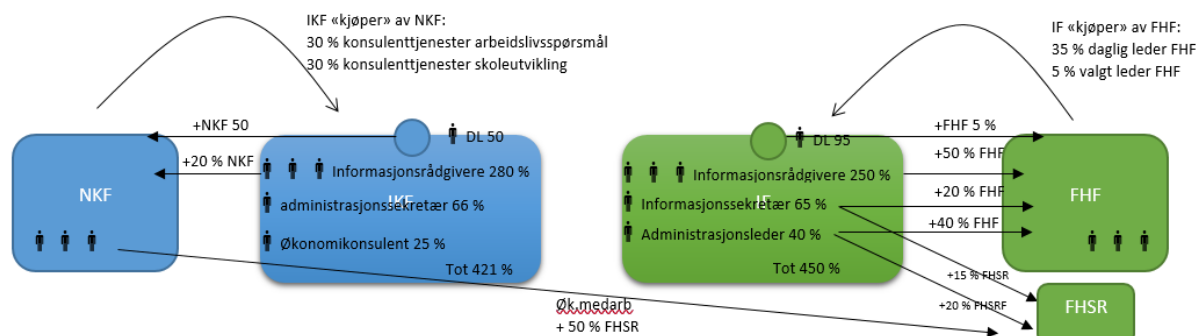 IKF «kjøper» av NKF:
30 % konsulenttjenester arbeidslivsspørsmål
30 % konsulenttjenester skoleutvikling
IF «kjøper» av FHF:
35 % daglig leder FHF
5 % valgt leder FHF
+NKF 50
DL 50
+20 % NKF
NKF
Informasjonsrådgivere 280 %
IKF
administrasjonssekretær 66 %
Økonomikonsulent 25 %
Tot 421 %
Øk.medarb
+ 50 % FHSR
DL 95
+FHF 5 %
Informasjonsrådgivere 250 %
+50 % FHF
IF
Informasjonssekretær 65 %
+20 % FHF
FHF
Administrasjonsleder 40 %
+40 % FHF
Tot 450 %
+15 % FHSR
+20 % FHSRF
FHSR